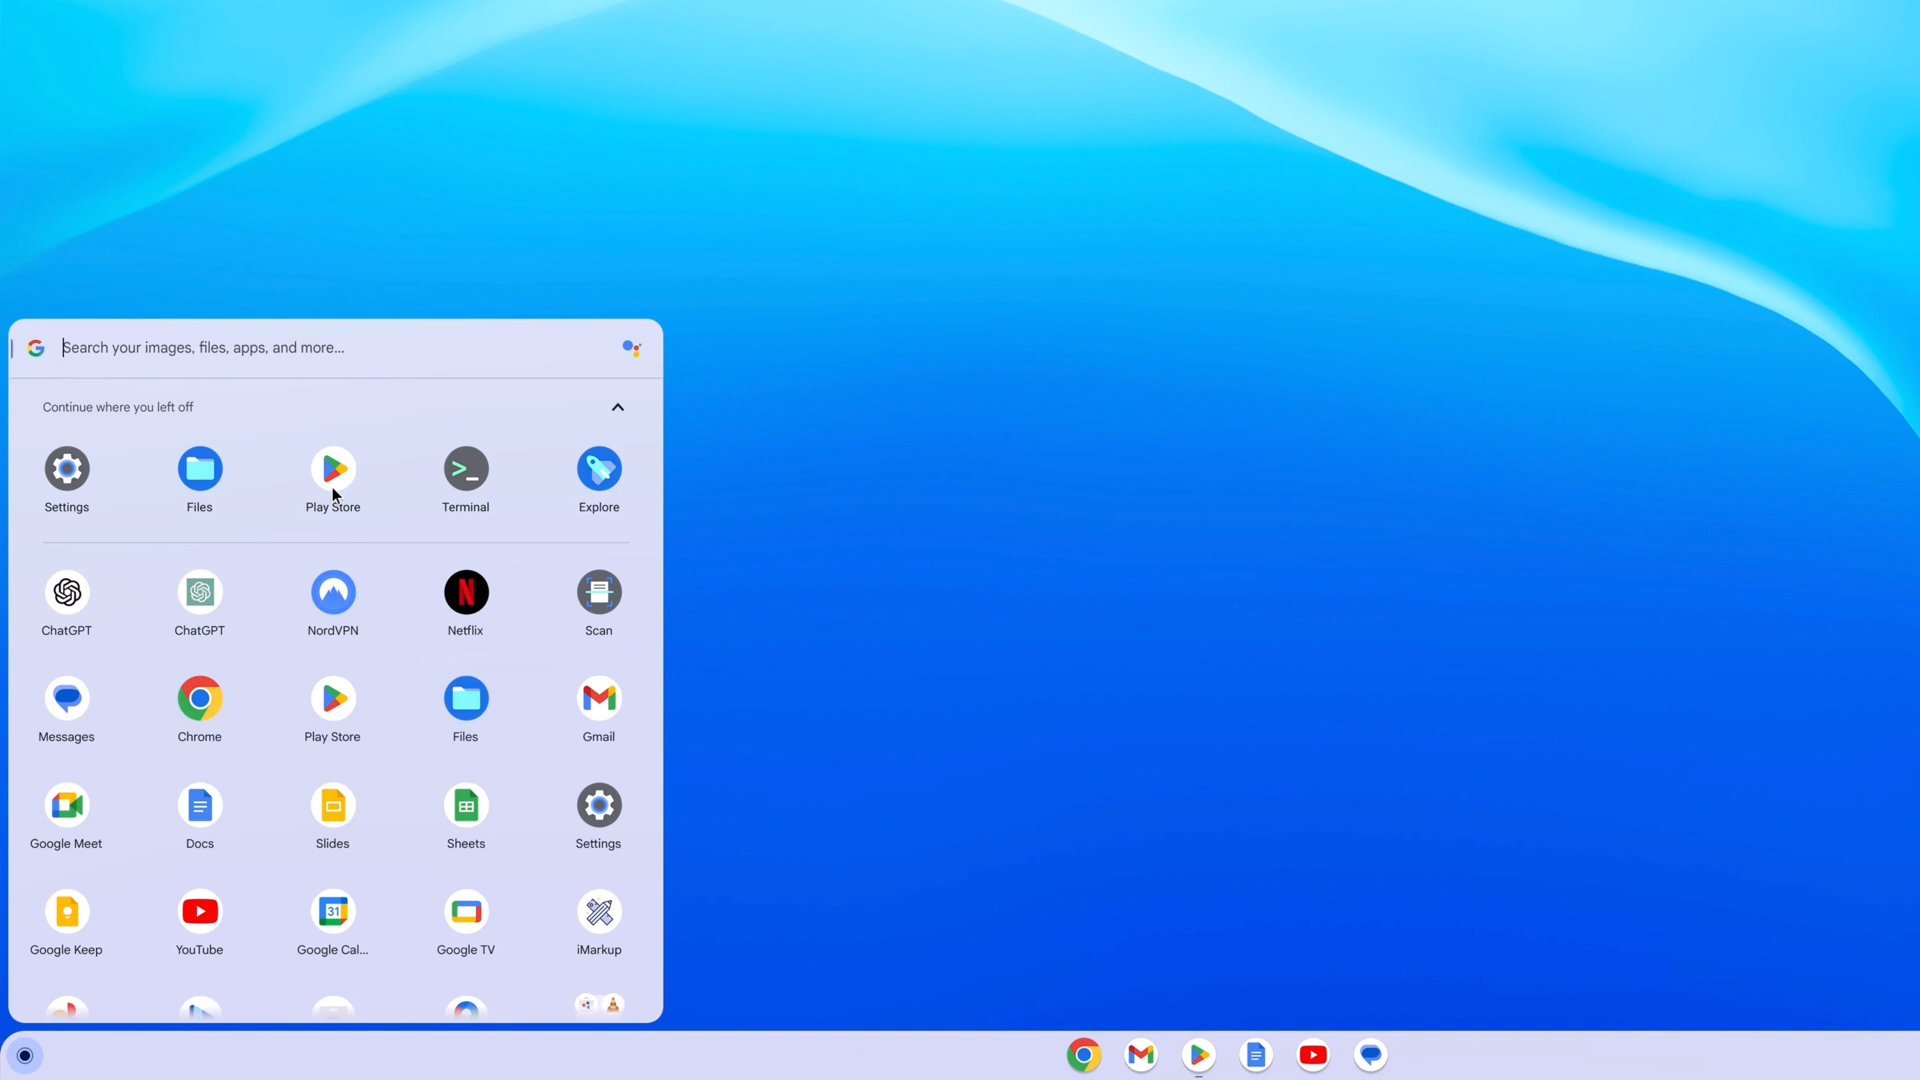 Search your images, files, apps, and more...
Continue where you left off
Settings Files Play Store Terminal Explore
ChatGPT ChatGPT NordVPN Netflix Scan
Messages Chrome Play Store Files Gmail
Google Meet Docs Slides Sheets Settings
31
Google Keep YouTube Google Cal... Google TV iMarkup